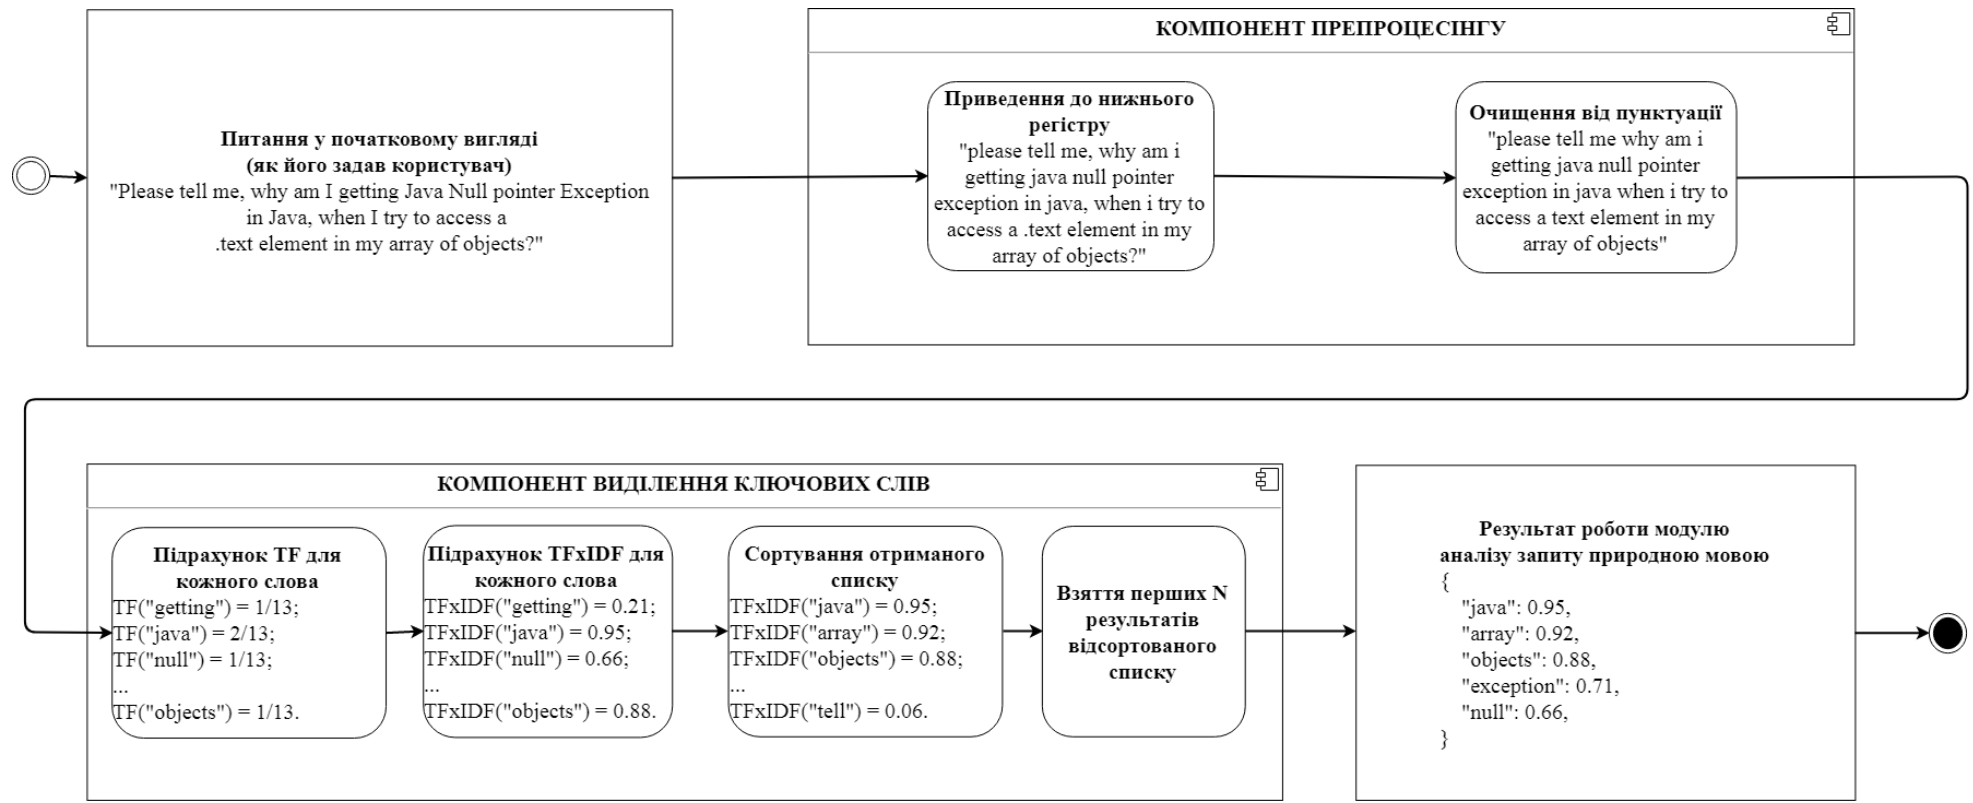 Питання у початковому вигляді
(як його задав користувач)
"Please tell me, why am I getting Java Null pointer Exception
in Java, when I try to access a
.text element in my array of objects?"
КОМПОНЕНТ ПРЕПРОЦЕСІНГУ
Приведення до нижнього
регістру
"please tell me, why am i
getting java null pointer
exception in java, when i try to
access a .text element in my
array of objects?"
Очищення від пунктуації
"please tell me why am i
getting java null pointer
exception in java when i try to
access a text element in my
array of objects"
КОМПОНЕНТ ВИДІЛЕННЯ КЛЮЧОВИХ СЛІВ
Підрахунок TF для
кожного слова
TF("getting") = 1/13;
TF("java") = 2/13;
TF("null") = 1/13;
...
TF("objects") = 1/13.
Підрахунок TFxIDF для
кожного слова
TFxIDF("getting") = 0.21;
TFxIDF("java") = 0.95;
TFxIDF("null") = 0.66;
...
TFxIDF("objects") = 0.88.
Сортування отриманого
списку
TFxIDF("java") = 0.95;
TFxIDF("array") = 0.92;
TFxIDF("objects") = 0.88;
...
TFxIDF("tell") = 0.06.
Взяття перших N
результатів
відсортованого
списку
Результат роботи модулю
аналізу запиту природною мовою
{
"java": 0.95,
"array": 0.92,
"objects": 0.88,
"exception": 0.71,
"null": 0.66,
}